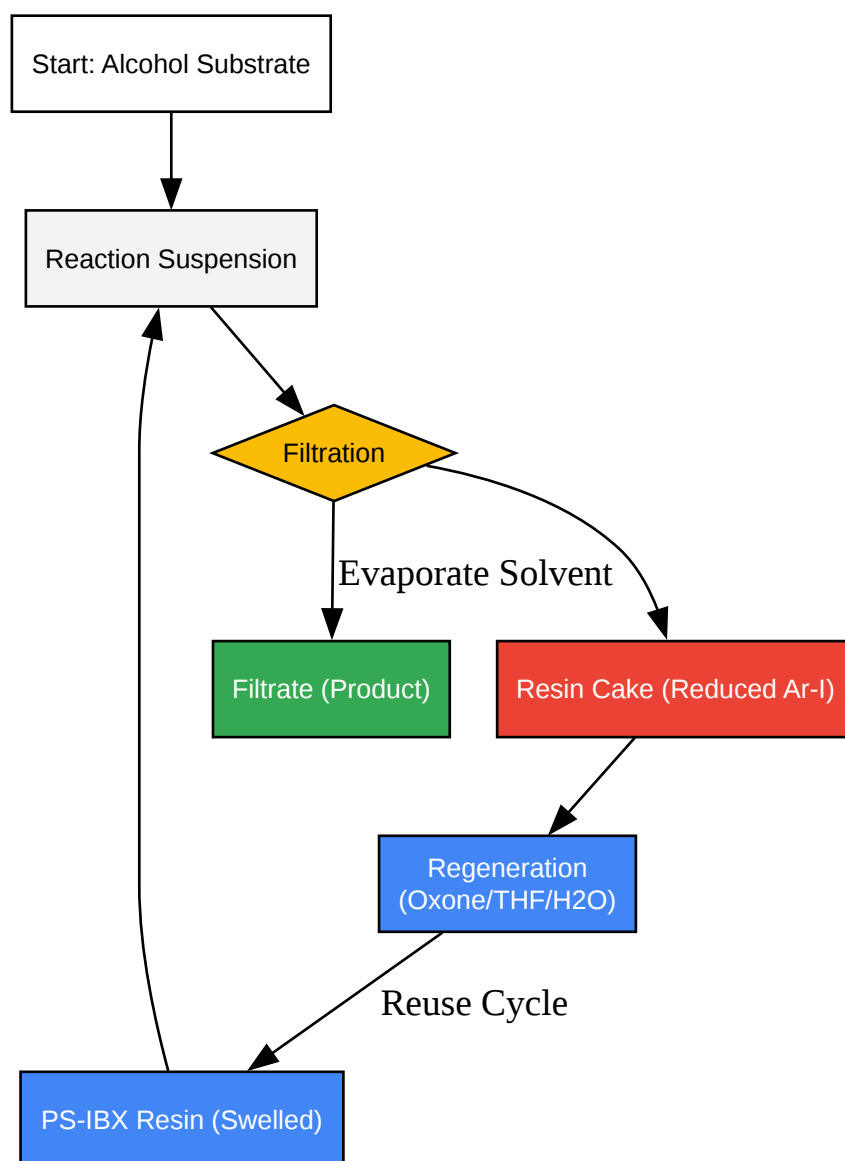 Start: Alcohol Substrate
Reaction Suspension
Filtration
Evaporate Solvent
Filtrate (Product)
Resin Cake (Reduced Ar-I)
Regeneration
(Oxone/THF/H2O)
Reuse Cycle
PS-IBX Resin (Swelled)